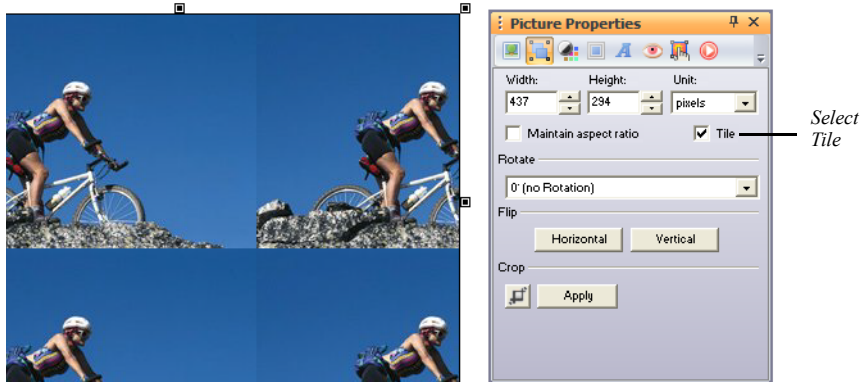 Picture Properties
Width: Height: Unit:
437 294 pixels
Maintain aspect ratio Tile
Select
Tile
Rotate
0° (no Rotation)
Flip
Horizontal Vertical
Crop
Apply